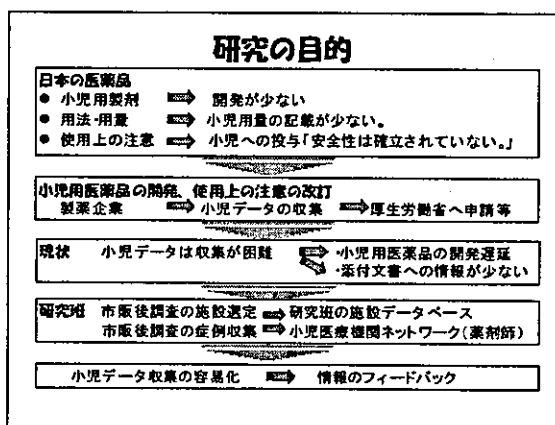 研究の目的
日本の医薬品
● 小児用製剤 ⇒ 開発が少ない
● 用法・用量 ⇒ 小児用量の記載が少ない。
● 使用上の注意 ⇒ 小児への投与「安全性は確立されていない。」
小児用医薬品の開発、使用上の注意の改訂
製薬企業 ⇒ 小児データの収集 ⇒ 厚生労働省へ申請等
現状 小児データは収集が困難 ⇒ ・小児用医薬品の開発遅延
・添付文書への情報が少ない
研究班 市販後調査の施設選定 ⇒ 研究班の施設データベース
市販後調査の症例収集 ⇒ 小児医療機関ネットワーク(薬剤師)
小児データ収集の容易化 ⇒ 情報のフィードバック